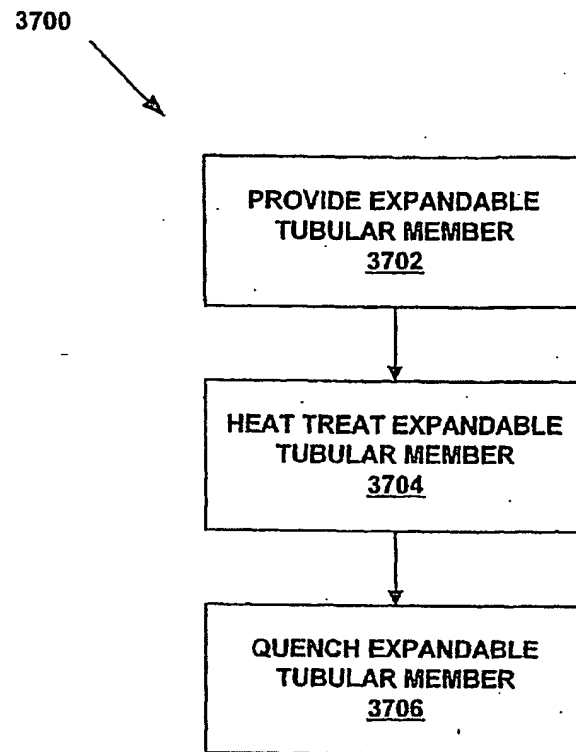 3700
PROVIDE EXPANDABLE
TUBULAR MEMBER
3702
HEAT TREAT EXPANDABLE
TUBULAR MEMBER
3704
QUENCH EXPANDABLE
TUBULAR MEMBER
3706